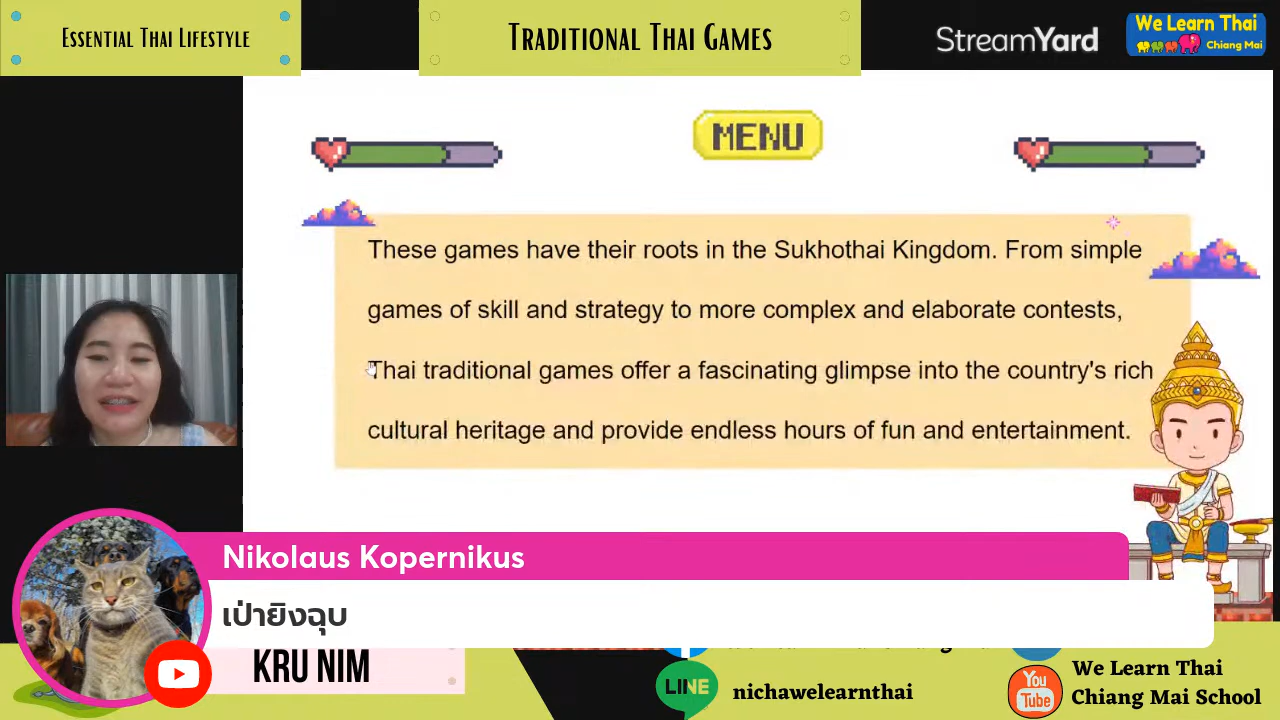 ESSENTIAL THAI LIFESTYLE
TRADITIONAL THAI GAMES
StreamYard
We Learn Thai
Chiang Mai
MENU
These games have their roots in the Sukhothai Kingdom. From simple
games of skill and strategy to more complex and elaborate contests,
Thai traditional games offer a fascinating glimpse into the country's rich
cultural heritage and provide endless hours of fun and entertainment.
Nikolaus Kopernikus
เป่ายิงฉุบ
KRU NIM
LINE
nichawelearnthai
You
Tube
We Learn Thai
Chiang Mai School